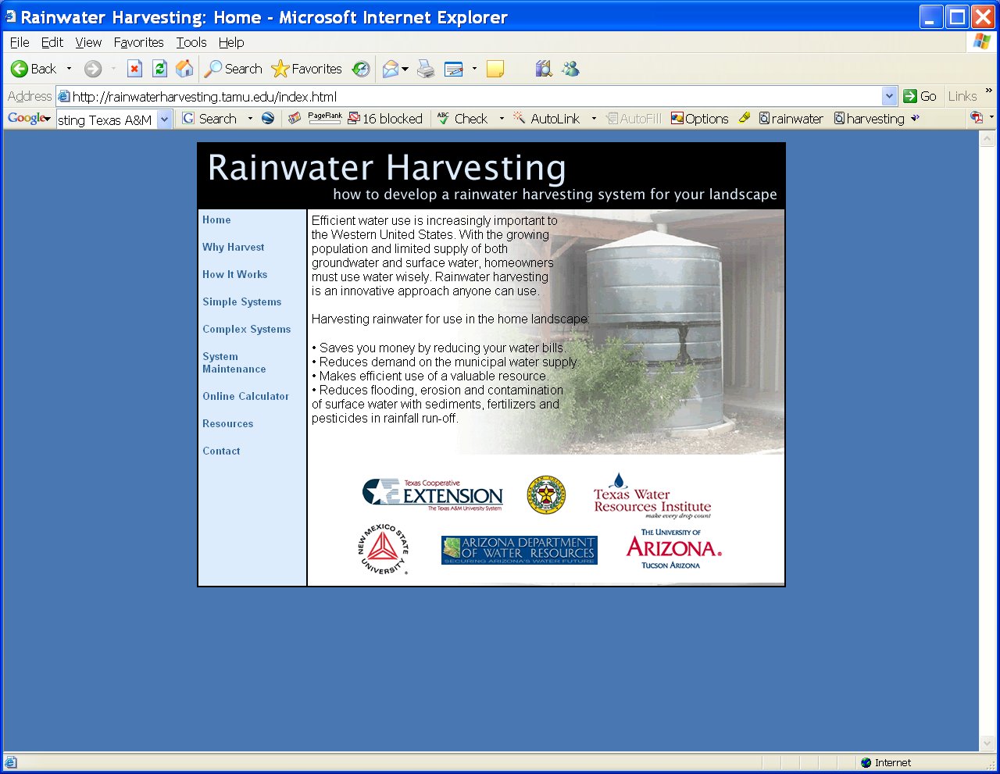 Rainwater Harvesting: Home - Microsoft Internet Explorer
File Edit View Favorites Tools Help
Back Search Favorites
Address http://rainwaterharvesting.tamu.edu/index.html Go Links »
Google sting Texas A&M G Search PageRank 16 blocked ABC Check AutoLink AutoFill Options rainwater harvesting
Rainwater Harvesting
how to develop a rainwater harvesting system for your landscape
Home
Why Harvest
How It Works
Simple Systems
Complex Systems
System
Maintenance
Online Calculator
Resources
Contact
Efficient water use is increasingly important to
the Western United States. With the growing
population and limited supply of both
groundwater and surface water, homeowners
must use water wisely. Rainwater harvesting
is an innovative approach anyone can use.
Harvesting rainwater for use in the home landscape:
• Saves you money by reducing your water bills.
• Reduces demand on the municipal water supply.
• Makes efficient use of a valuable resource.
• Reduces flooding, erosion and contamination
of surface water with sediments, fertilizers and
pesticides in rainfall run-off.
Texas Cooperative
EXTENSION
The Texas A&M University System
Texas Water
Resources Institute
make every drop count
NEW MEXICO STATE
UNIVERSITY
®
ARIZONA DEPARTMENT
OF WATER RESOURCES
SECURING ARIZONA'S WATER FUTURE
THE UNIVERSITY OF
ARIZONA®
TUCSON ARIZONA
Internet